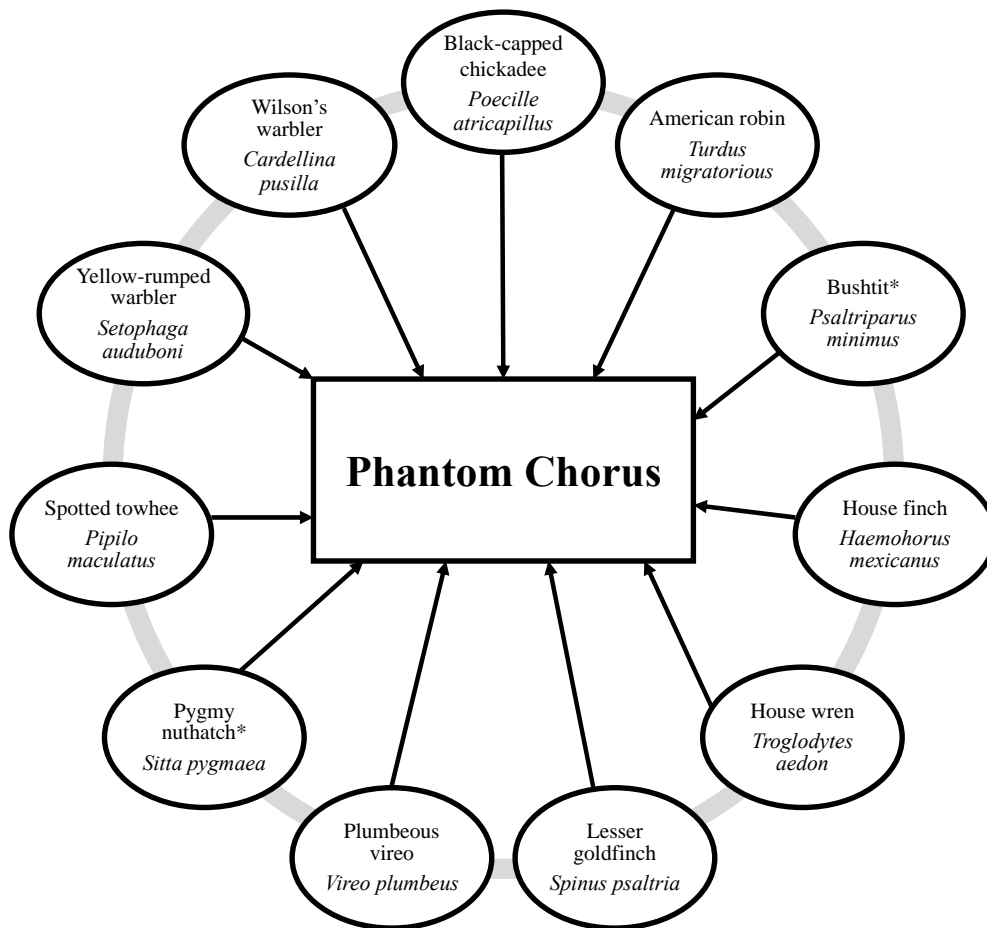 Black-capped
chickadee
Poecille
atricapillus
American robin
Turdus
migratorious
Bushtit*
Psaltriparus
minimus
House finch
Haemohorus
mexicanus
House wren
Troglodytes
aedon
Lesser
goldfinch
Spinus psaltria
Plumbeous
vireo
Vireo plumbeus
Pygmy
nuthatch*
Sitta pygmaea
Spotted towhee
Pipilo
maculatus
Yellow-rumped
warbler
Setophaga
auduboni
Wilson’s
warbler
Cardellina
pusilla
Phantom Chorus